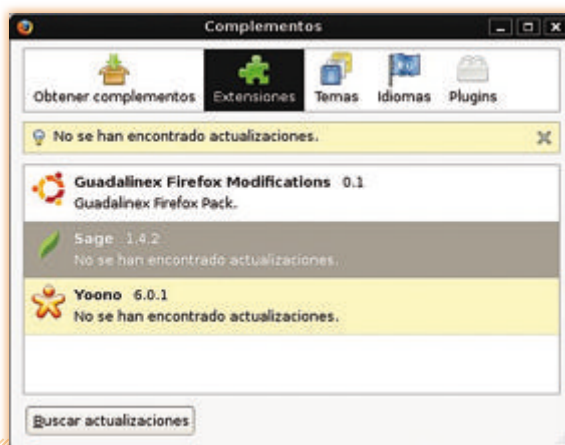 Complementos
Obtener complementos Extensiones Temas Idiomas Plugins
No se han encontrado actualizaciones.
Guadalinex Firefox Modifications 0.1
Guadalinex Firefox Pack.
Sage 1.4.2
No se han encontrado actualizaciones.
Yoono 6.0.1
No se han encontrado actualizaciones.
Buscar actualizaciones